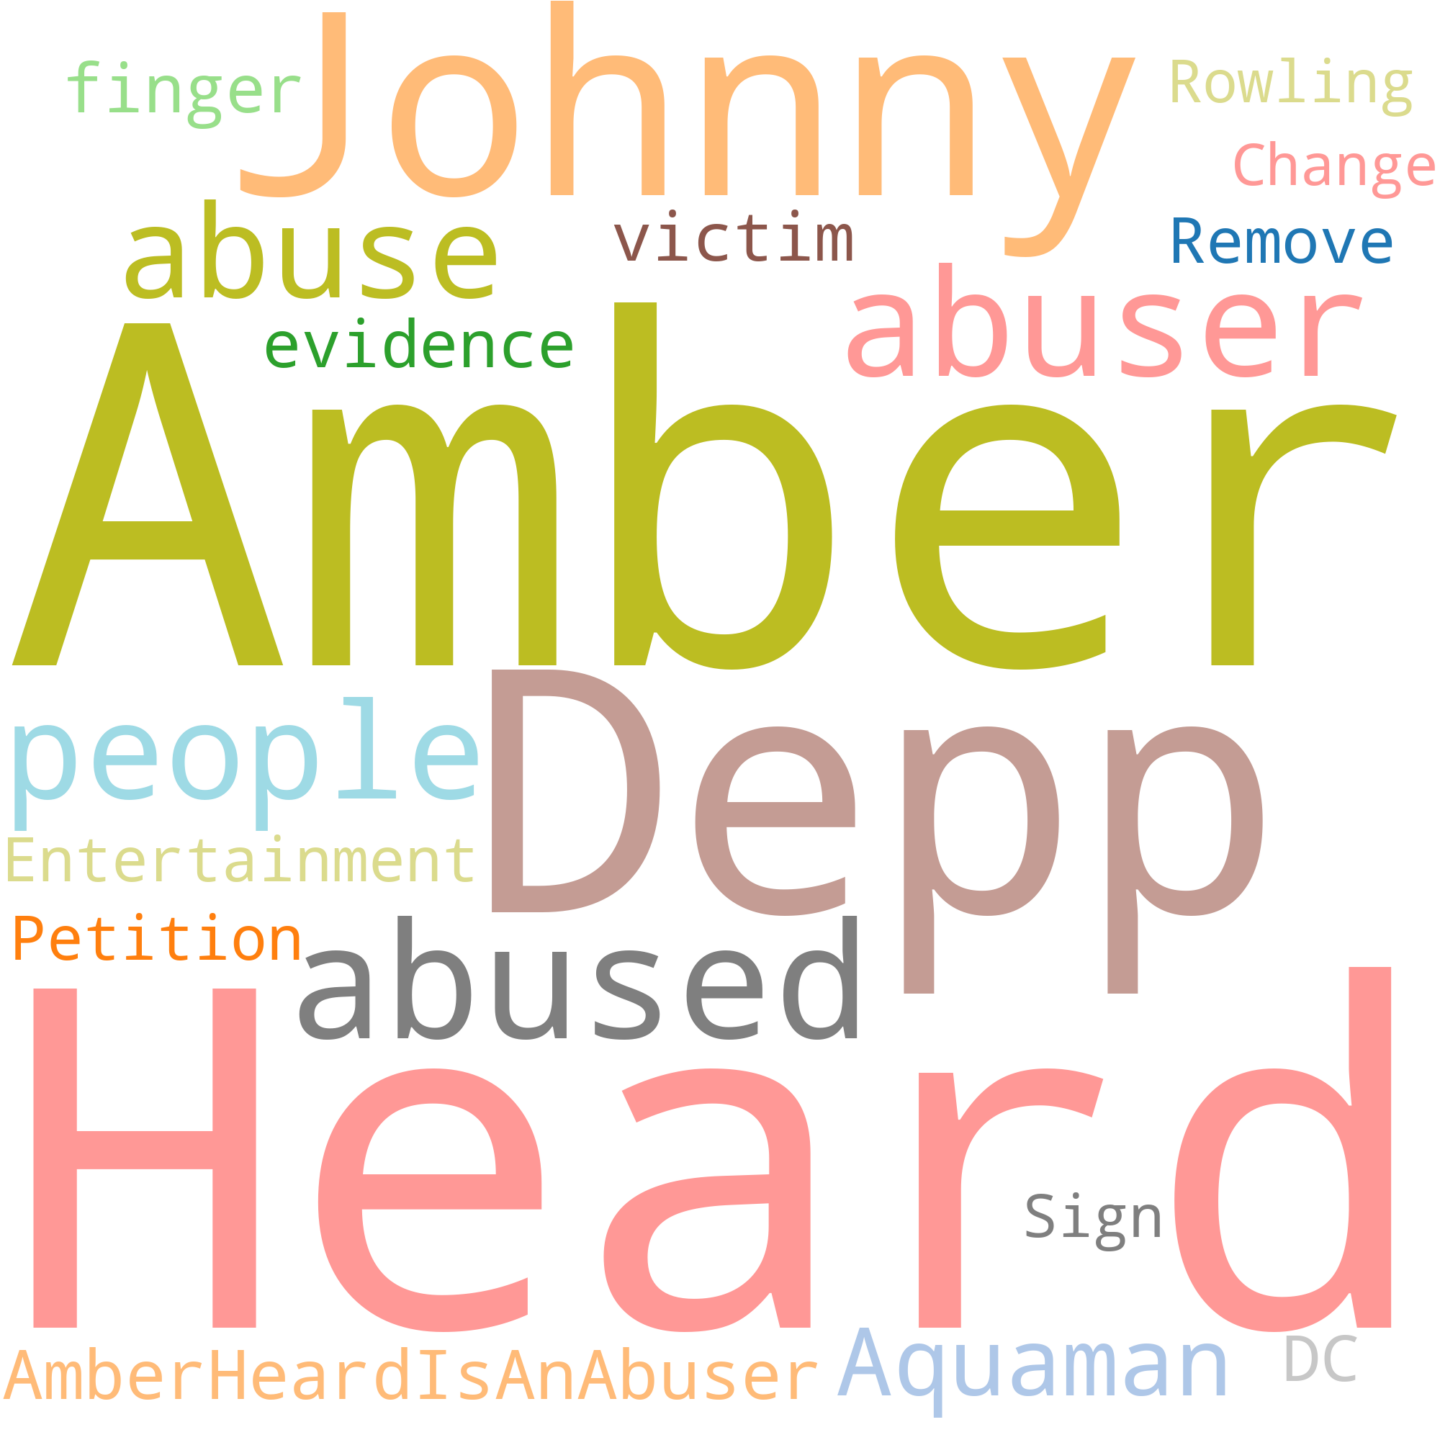 Johnny
finger
Rowling
Change
abuse
victim
Remove
abuser
evidence
Amber
people
Depp
Entertainment
Petition
abused
Heard
Sign
AmberHeardIsAnAbuser
Aquaman
DC